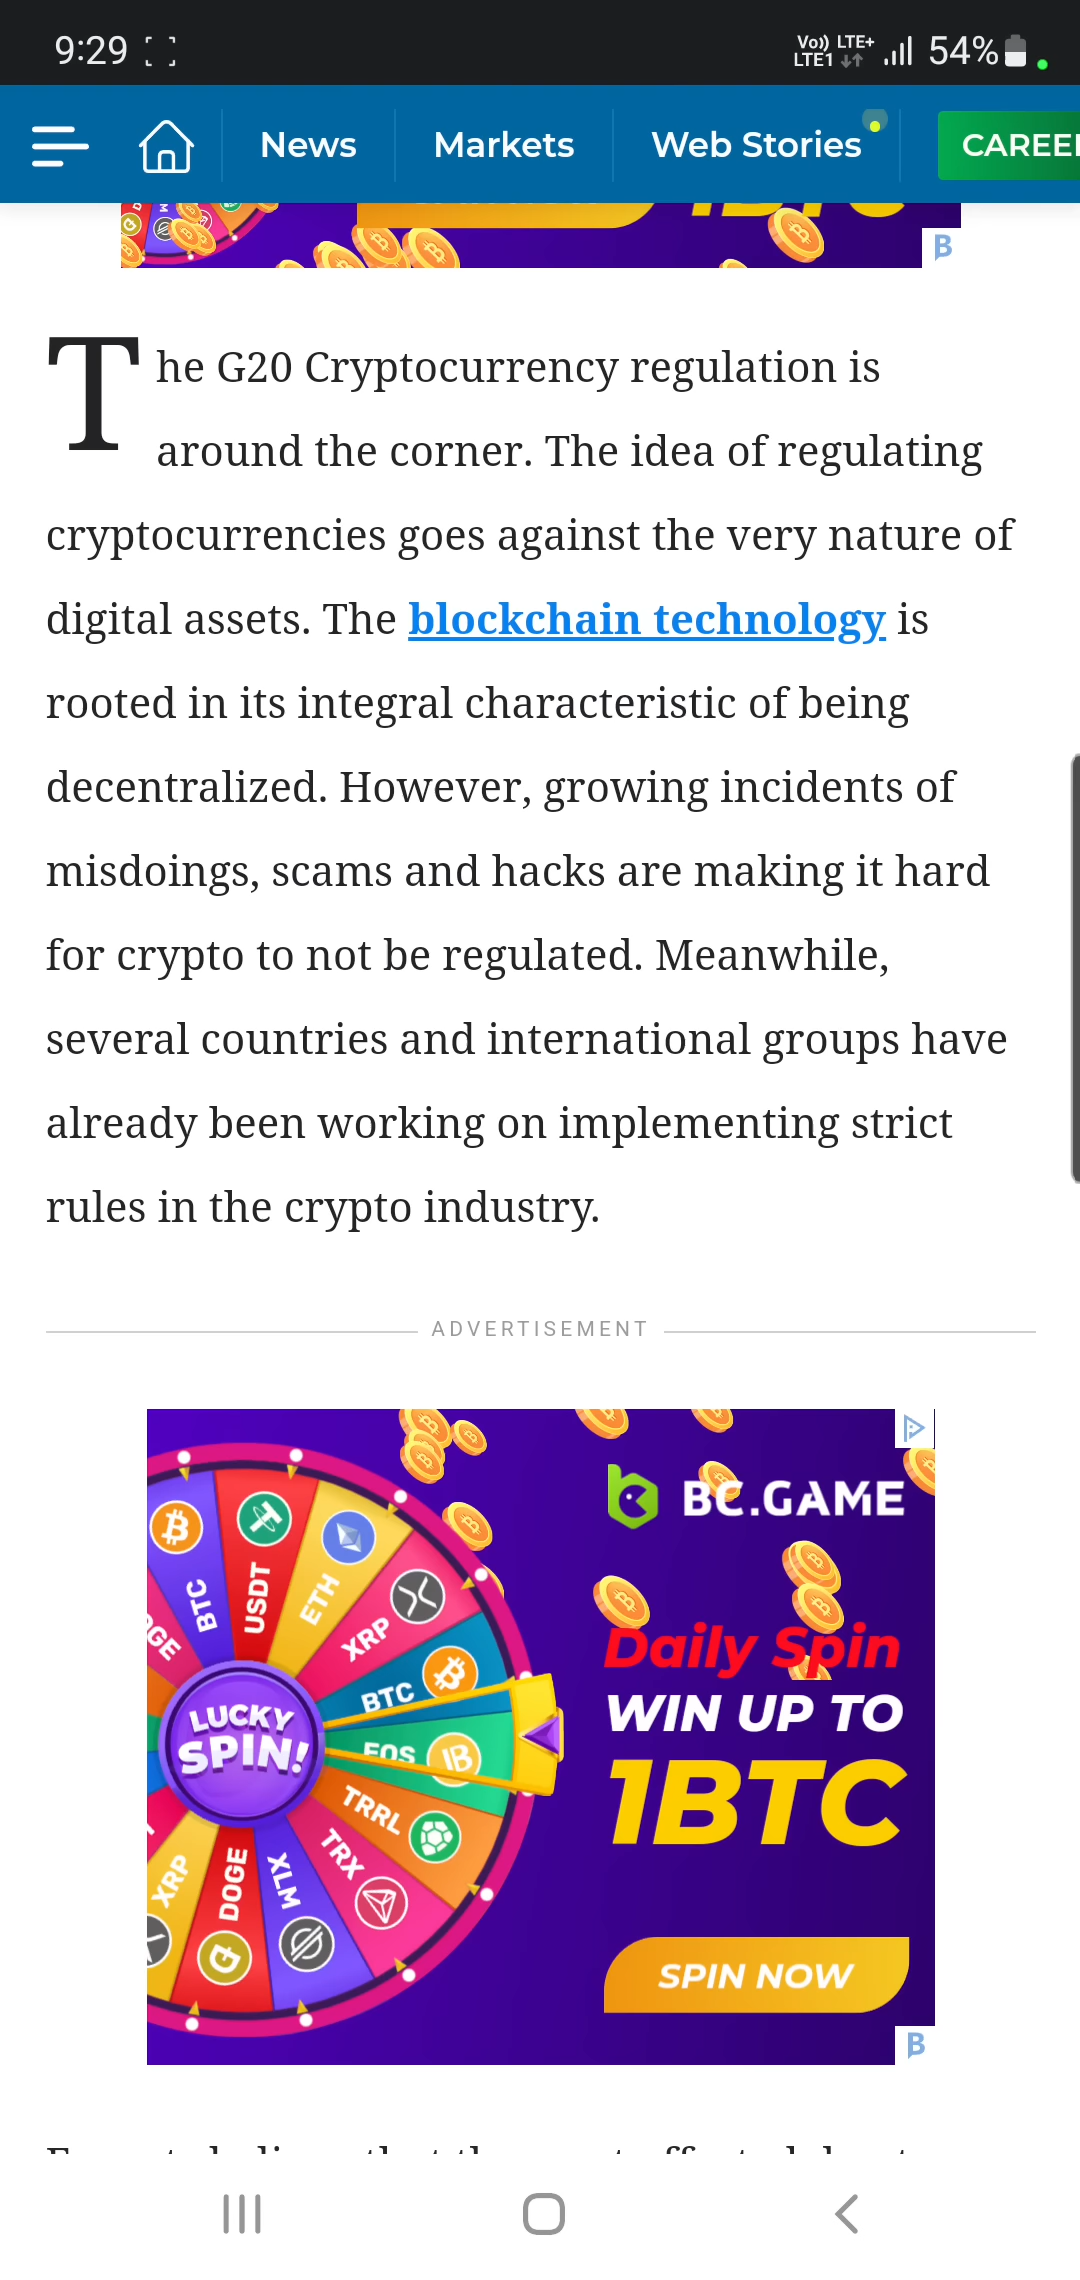 9:29
Vo)) LTE+
LTE1
54%
News
Markets
Web Stories
The G20 Cryptocurrency regulation is
around the corner. The idea of regulating
cryptocurrencies goes against the very nature of
digital assets. The blockchain technology is
rooted in its integral characteristic of being
decentralized. However, growing incidents of
misdoings, scams and hacks are making it hard
for crypto to not be regulated. Meanwhile,
several countries and international groups have
already been working on implementing strict
rules in the crypto industry.
ADVERTISEMENT
BC.GAME
Daily Spin
WIN UP TO
1BTC
SPIN NOW
LUCKY
SPIN!
BTC
USDT
ETH
XRP
BTC
EOS
TRRL
TRX
XLM
DOGE
XRP